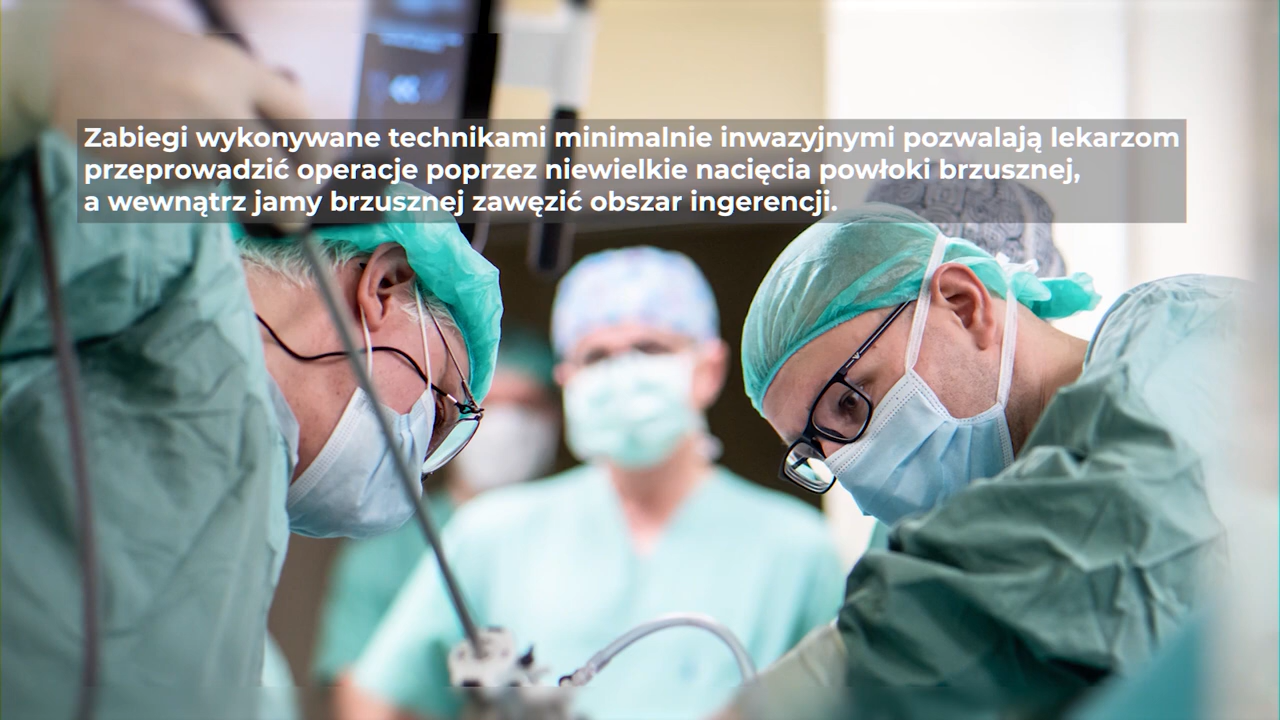 Zabiegi wykonywane technikami minimalnie inwazyjnymi pozwalają lekarzom
przeprowadzić operacje poprzez niewielkie nacięcia powłoki brzusznej,
a wewnątrz jamy brzusznej zawęzić obszar ingerencji.